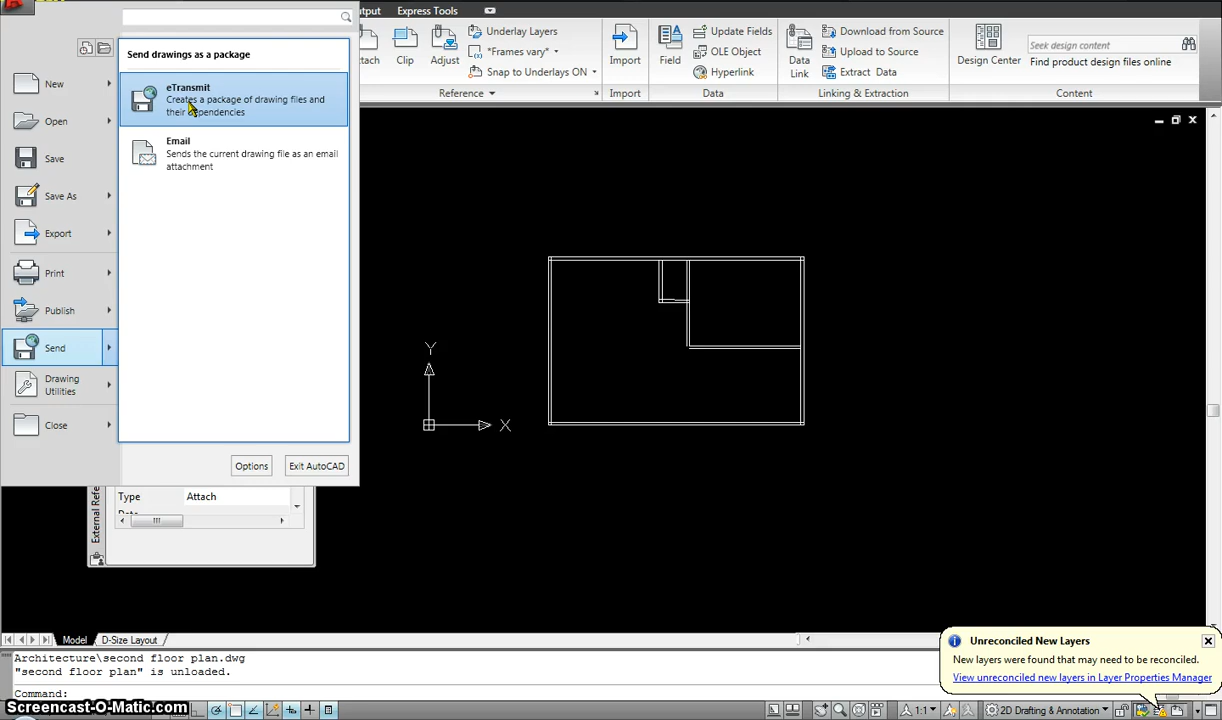 utput Express Tools
Send drawings as a package
eTransmit
Creates a package of drawing files and
their dependencies
Email
Sends the current drawing file as an email
attachment
New
Open
Save
Save As
Export
Print
Publish
Send
Drawing
Utilities
Close
Options
Exit AutoCAD
ttach
Clip
Adjust
Underlay Layers
*Frames vary*
Snap to Underlays ON
Reference
Import
Import
Field
Update Fields
OLE Object
Hyperlink
Data
Data
Link
Download from Source
Upload to Source
Extract Data
Linking & Extraction
Design Center
Seek design content
Find product design files online
Content
Y
X
External Refe
Type Attach
Model D-Size Layout
Architecture\second floor plan.dwg
"second floor plan" is unloaded.
Command:
Unreconciled New Layers
New layers were found that may need to be reconciled.
View unreconciled new layers in Layer Properties Manager
1:1
2D Drafting & Annotation
Screencast-O-Matic.com